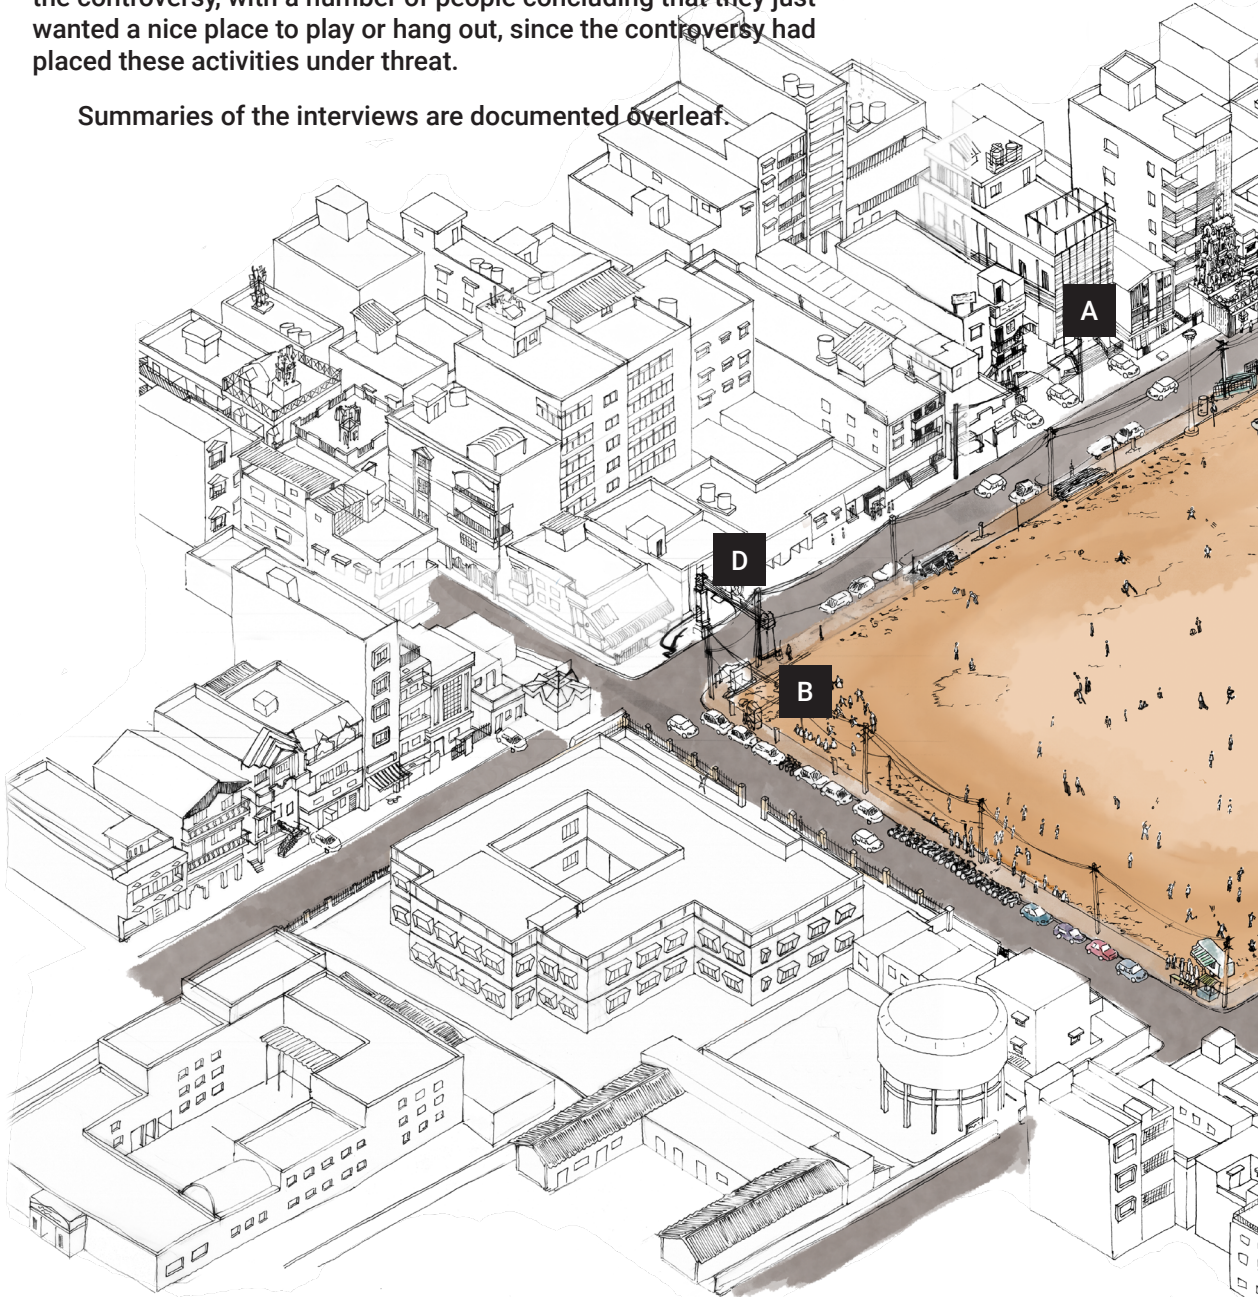 the controversy, with a number of people concluding that they just
wanted a nice place to play or hang out, since the controversy had
placed these activities under threat.
Summaries of the interviews are documented overleaf.
A
D
B